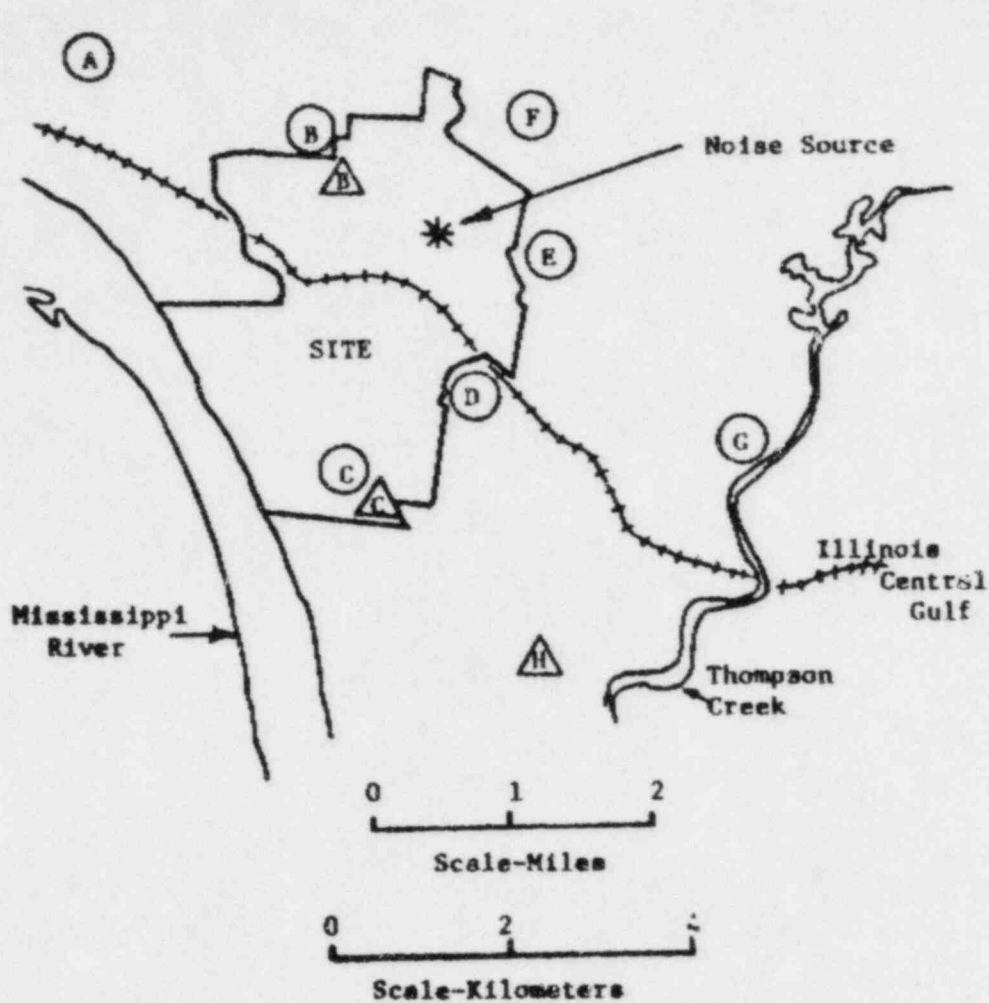 A
F
B
Noise Source
B
E
SITE
D
G
C
C
Illinois
Central
Gulf
Mississippi
River
H
Thompson
Creek
0 1 2
Scale-Miles
0 2
Scale-Kilometers